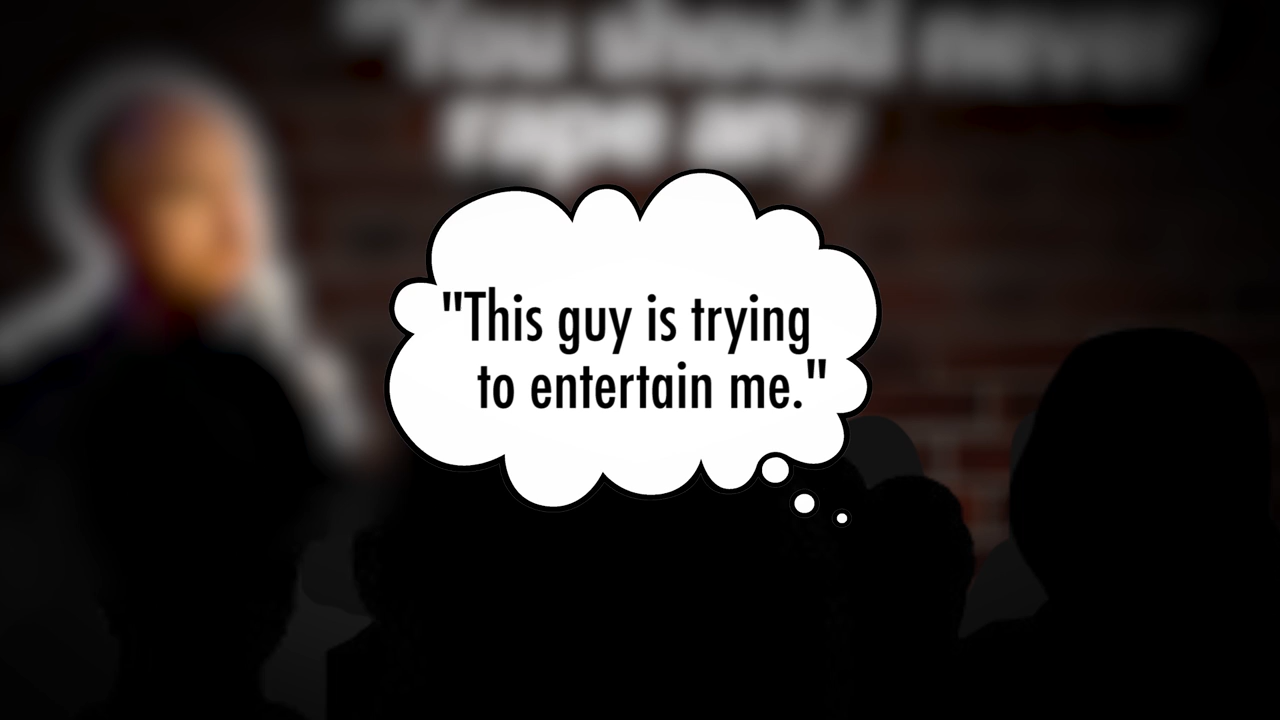 "You should never
rape any
"This guy is trying
to entertain me."